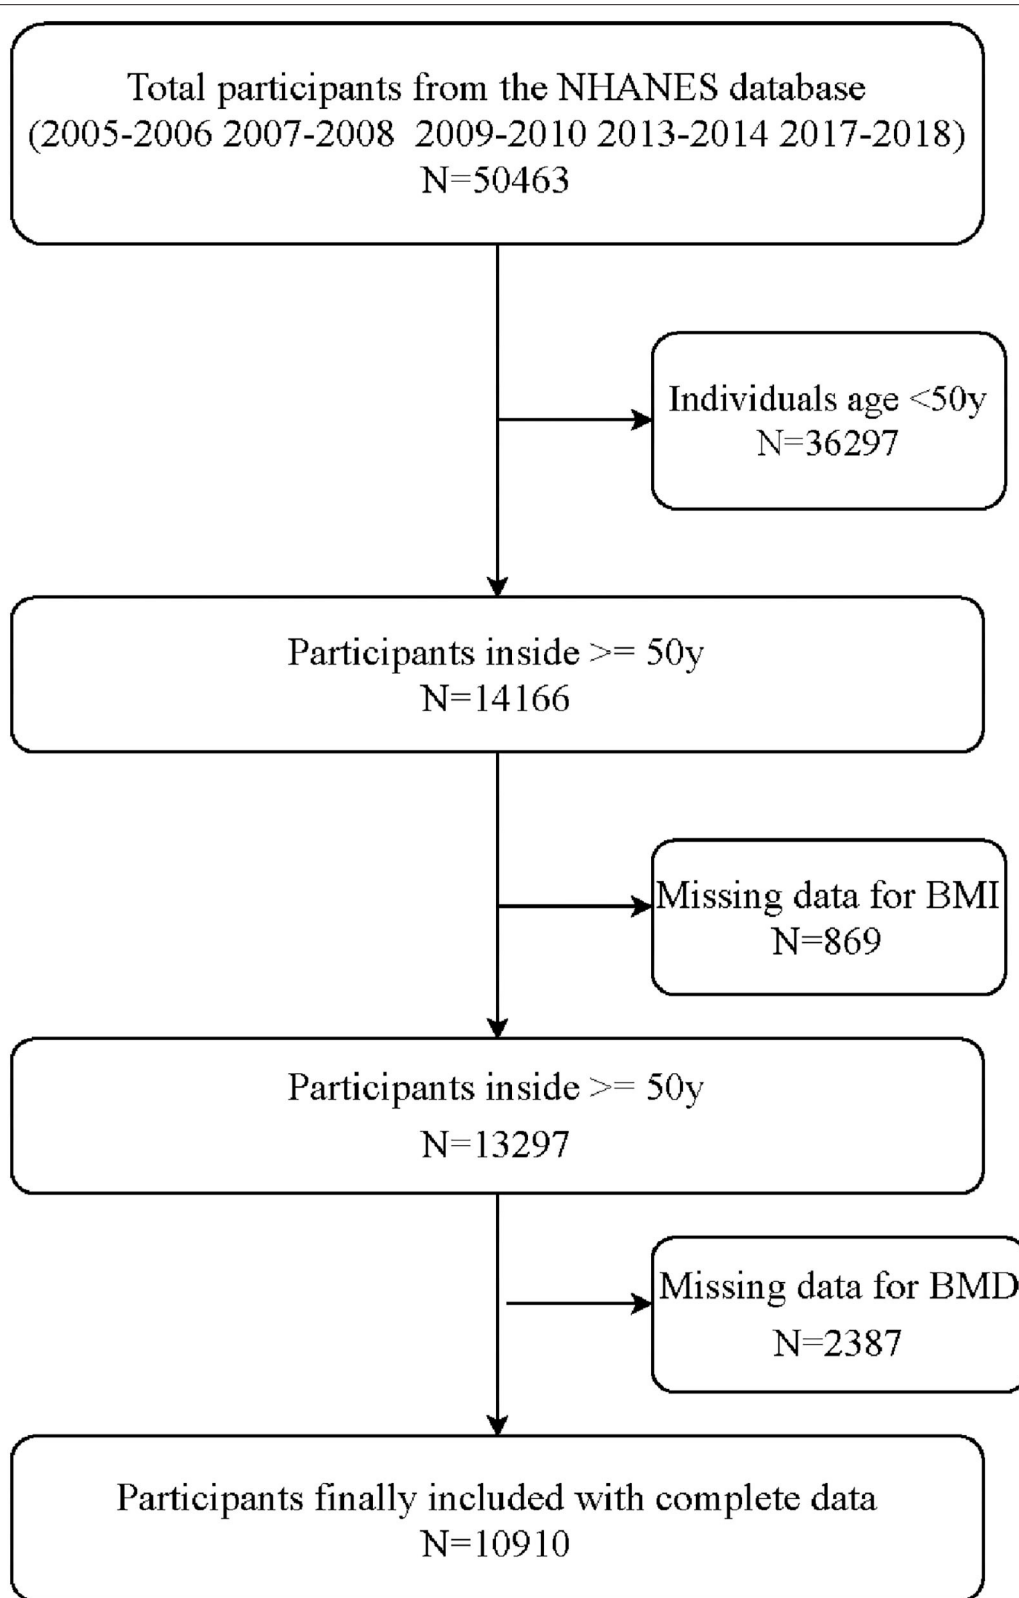 Total participants from the NHANES database
(2005-2006 2007-2008  2009-2010 2013-2014 2017-2018)
N=50463
Individuals age <50y
N=36297
Participants inside >= 50y
N=14166
Missing data for BMI
N=869
Participants inside >= 50y
N=13297
Missing data for BMD
N=2387
Participants finally included with complete data
N=10910